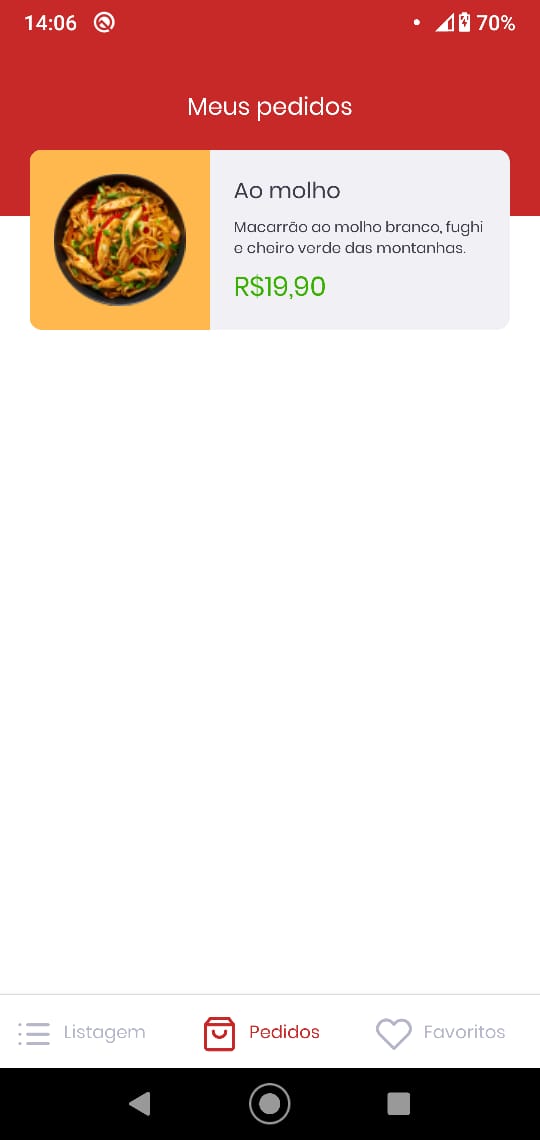 14:06
70%
Meus pedidos
Ao molho
Macarrão ao molho branco, fughi
e cheiro verde das montanhas.
R$19,90
Listagem
Pedidos
Favoritos